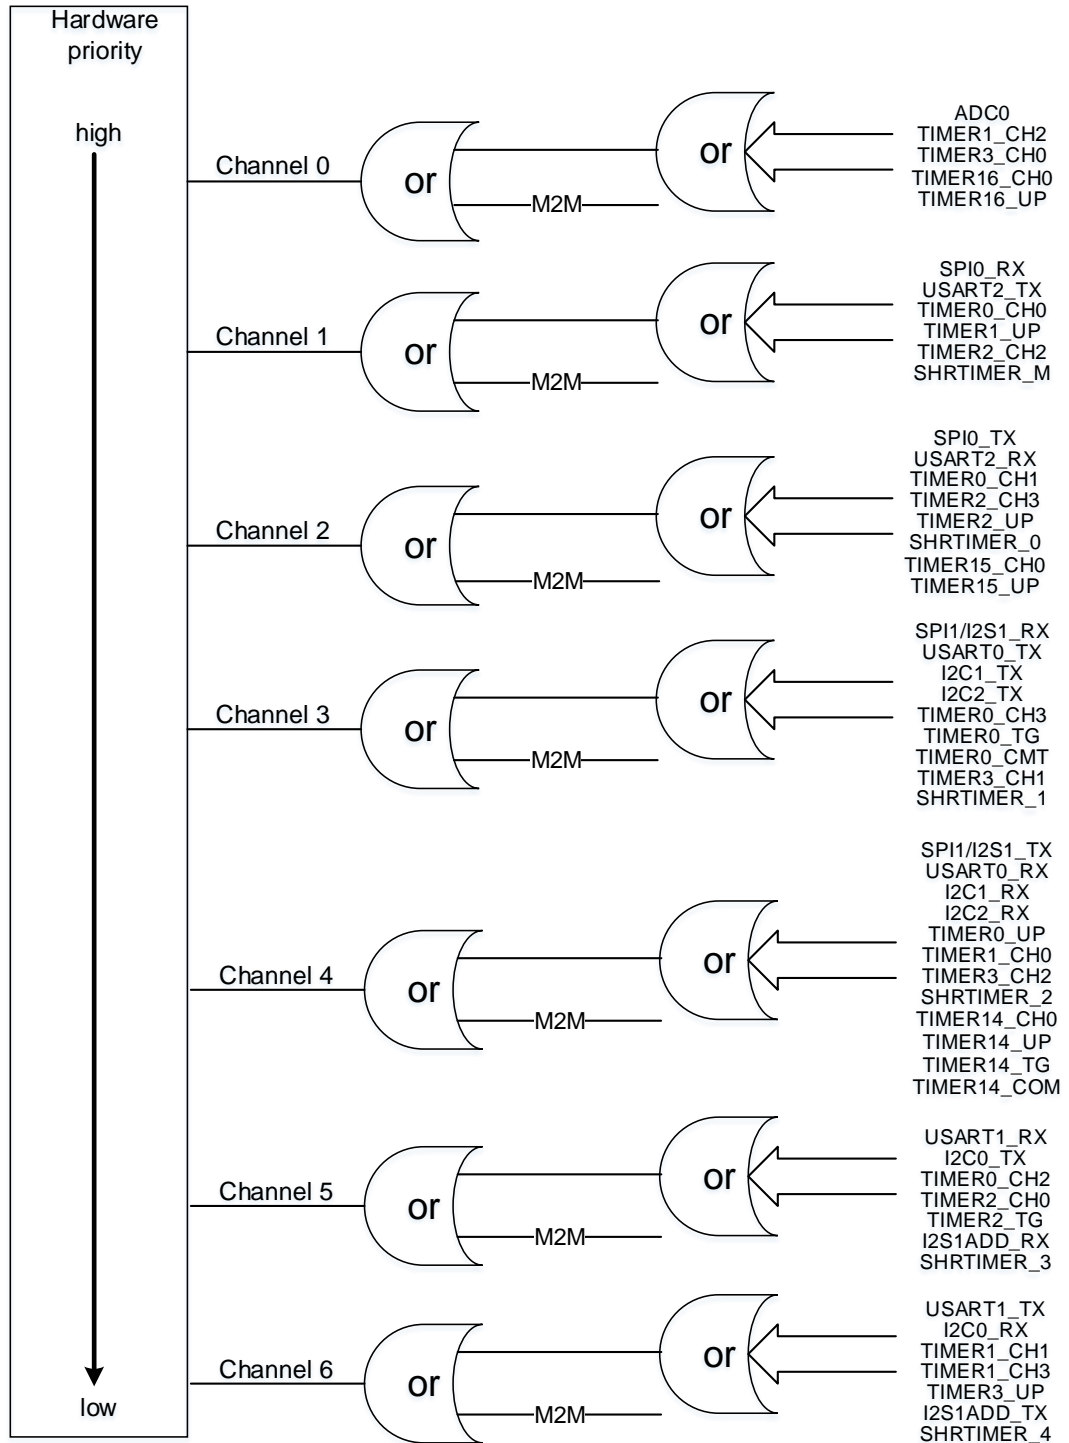 Hardware
priority
high
low
Channel 0
or
M2M
or
ADC0
TIMER1_CH2
TIMER3_CH0
TIMER16_CH0
TIMER16_UP
Channel 1
or
M2M
or
SPI0_RX
USART2_TX
TIMER0_CH0
TIMER1_UP
TIMER2_CH2
SHRTIMER_M
Channel 2
or
M2M
or
SPI0_TX
USART2_RX
TIMER0_CH1
TIMER2_CH3
TIMER2_UP
SHRTIMER_0
TIMER15_CH0
TIMER15_UP
Channel 3
or
M2M
or
SPI1/I2S1_RX
USART0_TX
I2C1_TX
I2C2_TX
TIMER0_CH3
TIMER0_TG
TIMER0_CMT
TIMER3_CH1
SHRTIMER_1
Channel 4
or
M2M
or
SPI1/I2S1_TX
USART0_RX
I2C1_RX
I2C2_RX
TIMER0_UP
TIMER1_CH0
TIMER3_CH2
SHRTIMER_2
TIMER14_CH0
TIMER14_UP
TIMER14_TG
TIMER14_COM
Channel 5
or
M2M
or
USART1_RX
I2C0_TX
TIMER0_CH2
TIMER2_CH0
TIMER2_TG
I2S1ADD_RX
SHRTIMER_3
Channel 6
or
M2M
or
USART1_TX
I2C0_RX
TIMER1_CH1
TIMER1_CH3
TIMER3_UP
I2S1ADD_TX
SHRTIMER_4